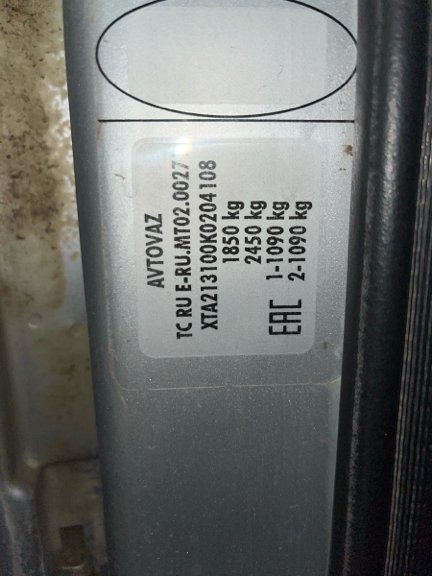 AVTOVAZ
TC RU E-RU.MT02.0027
XTA213100K0204108
1850 kg
2450 kg
1-1090 kg
EAC 2-1090 kg